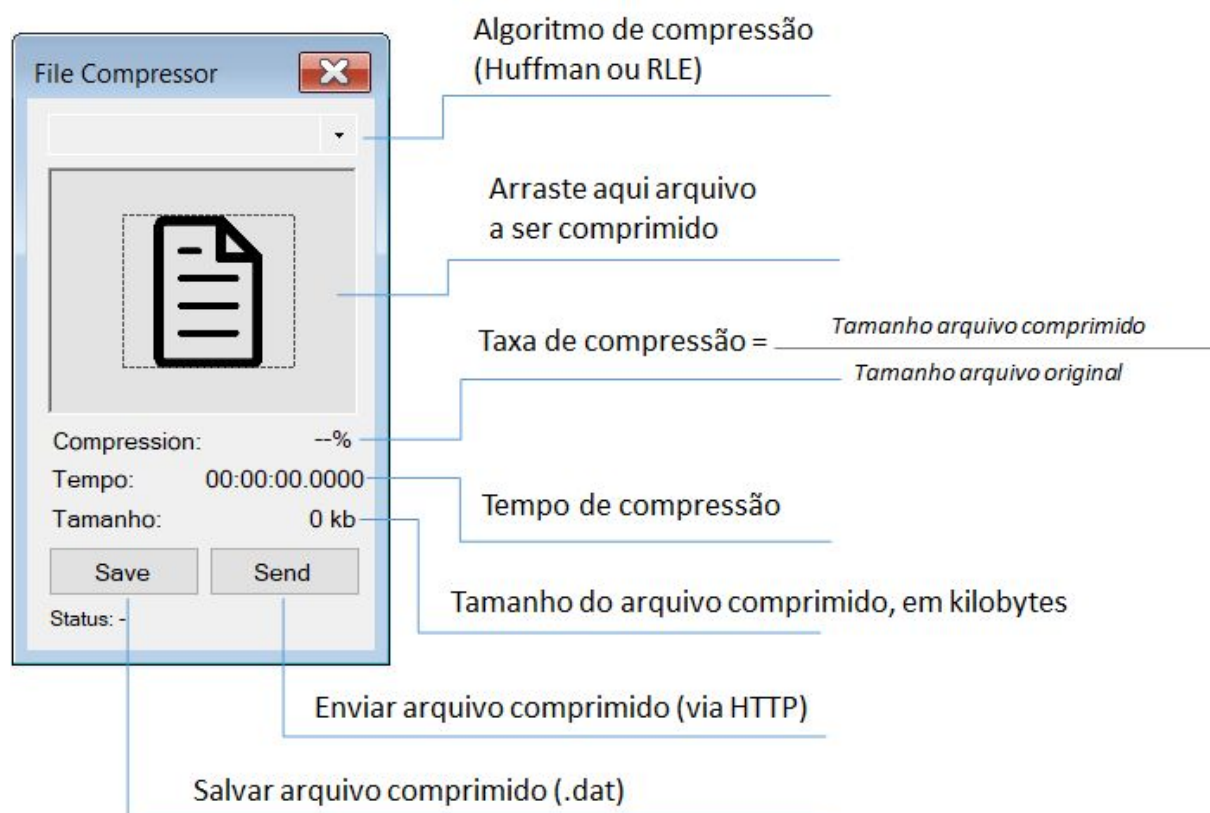 Algoritmo de compressão
(Huffman ou RLE)
File Compressor
Arraste aqui arquivo
a ser comprimido
Taxa de compressão = Tamanho arquivo comprimido
Tamanho arquivo original
Compression: --%
Tempo: 00:00:00.0000
Tamanho: 0 kb
Tempo de compressão
Save Send
Tamanho do arquivo comprimido, em kilobytes
Status: -
Enviar arquivo comprimido (via HTTP)
Salvar arquivo comprimido (.dat)